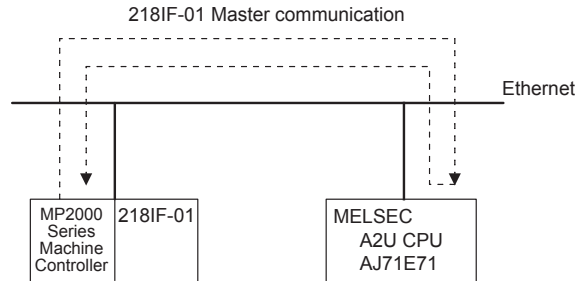 218IF-01 Master communication
Ethernet
MP2000
Series
Machine
Controller
218IF-01
MELSEC
A2U CPU
AJ71E71